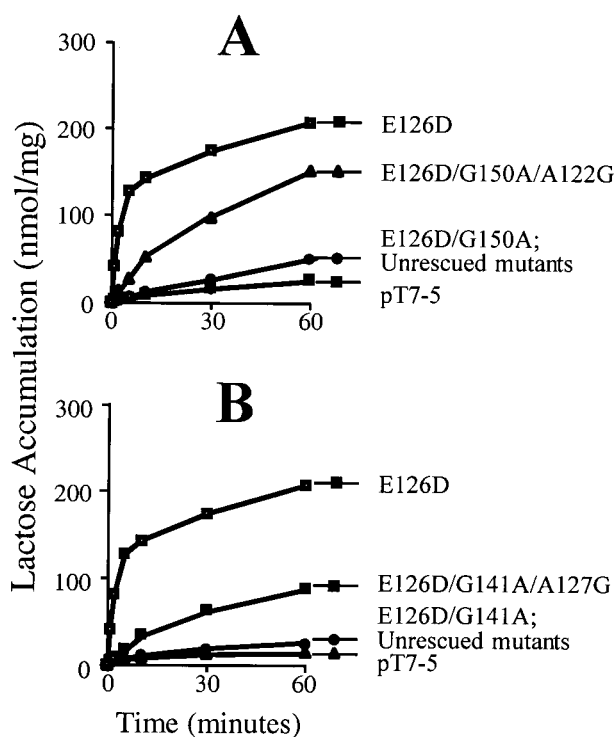 A
300
200
100
0
0
30
60
E126D
E126D/G150A/A122G
E126D/G150A;
Unrescued mutants
pT7-5
Lactose Accumulation (nmol/mg)
B
300
200
100
0
0
30
60
E126D
E126D/G141A/A127G
E126D/G141A;
Unrescued mutants
pT7-5
Time (minutes)